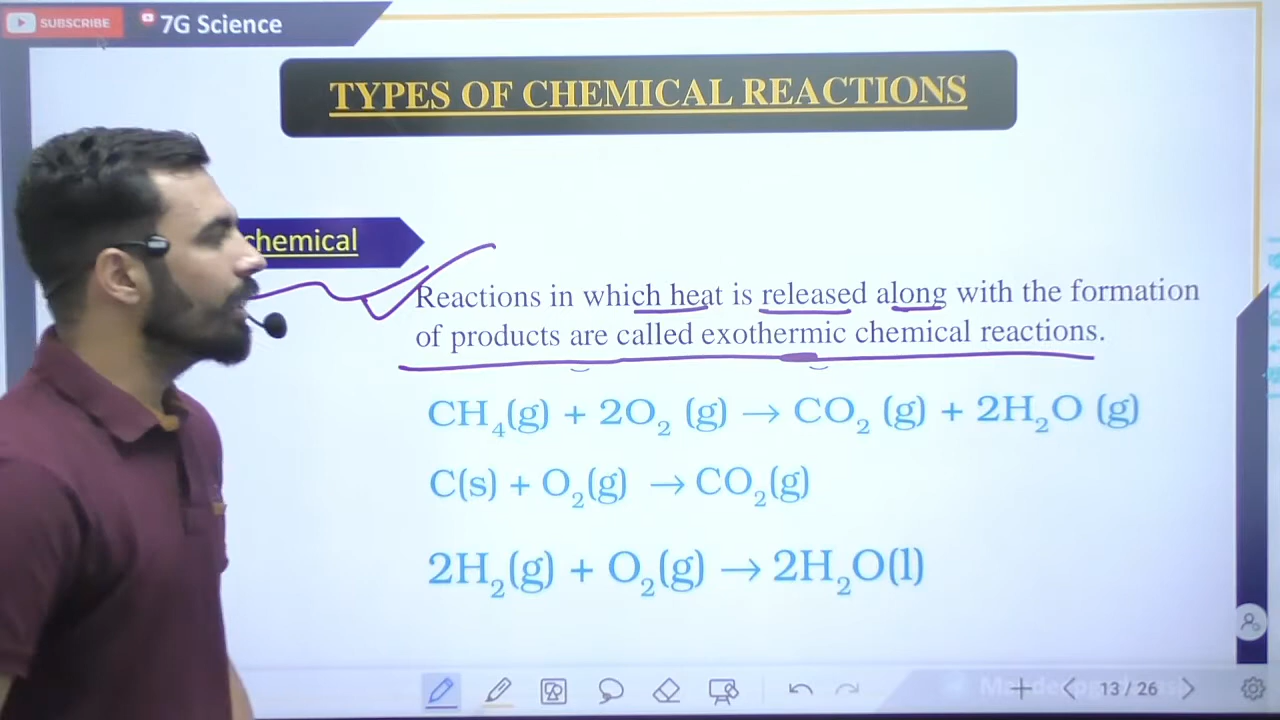 SUBSCRIBE
7G Science
TYPES OF CHEMICAL REACTIONS
chemical
Reactions in which heat is released along with the formation
of products are called exothermic chemical reactions.
CH₄(g) + 2O₂ (g) → CO₂ (g) + 2H₂O (g)
C(s) + O₂(g) → CO₂(g)
2H₂(g) + O₂(g) → 2H₂O(l)
13 / 26